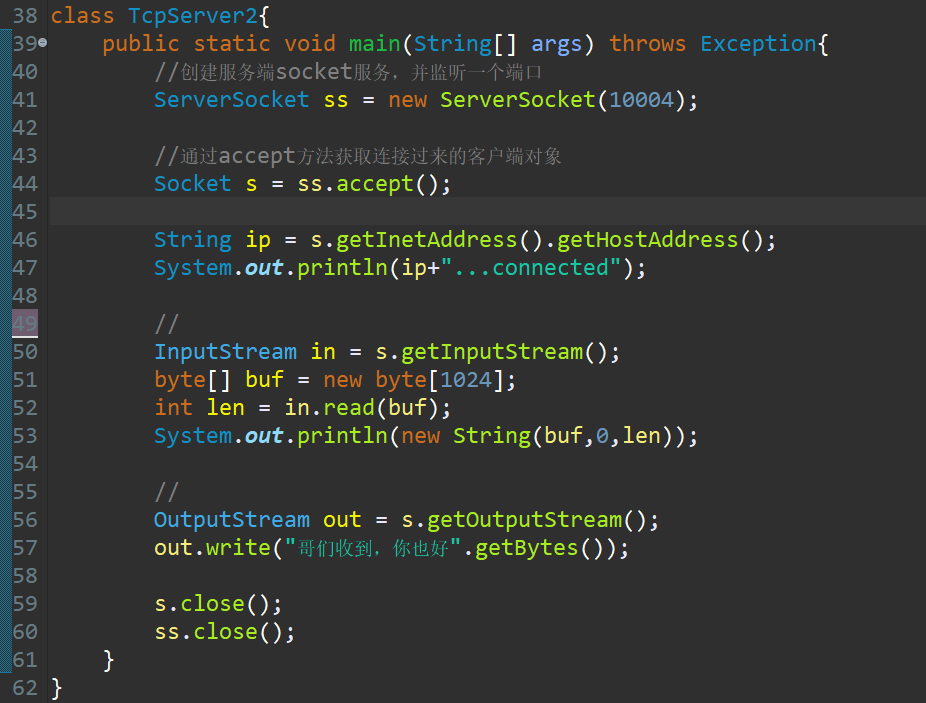 38 class TcpServer2{
39 public static void main(String[] args) throws Exception{
40 //创建服务端socket服务，并监听一个端口
41 ServerSocket ss = new ServerSocket(10004);
42
43 //通过accept方法获取连接过来的客户端对象
44 Socket s = ss.accept();
45
46 String ip = s.getInetAddress().getHostAddress();
47 System.out.println(ip+"...connected");
48
49 //
50 InputStream in = s.getInputStream();
51 byte[] buf = new byte[1024];
52 int len = in.read(buf);
53 System.out.println(new String(buf,0,len));
54
55 //
56 OutputStream out = s.getOutputStream();
57 out.write("哥们收到，你也好".getBytes());
58
59 s.close();
60 ss.close();
61 }
62 }